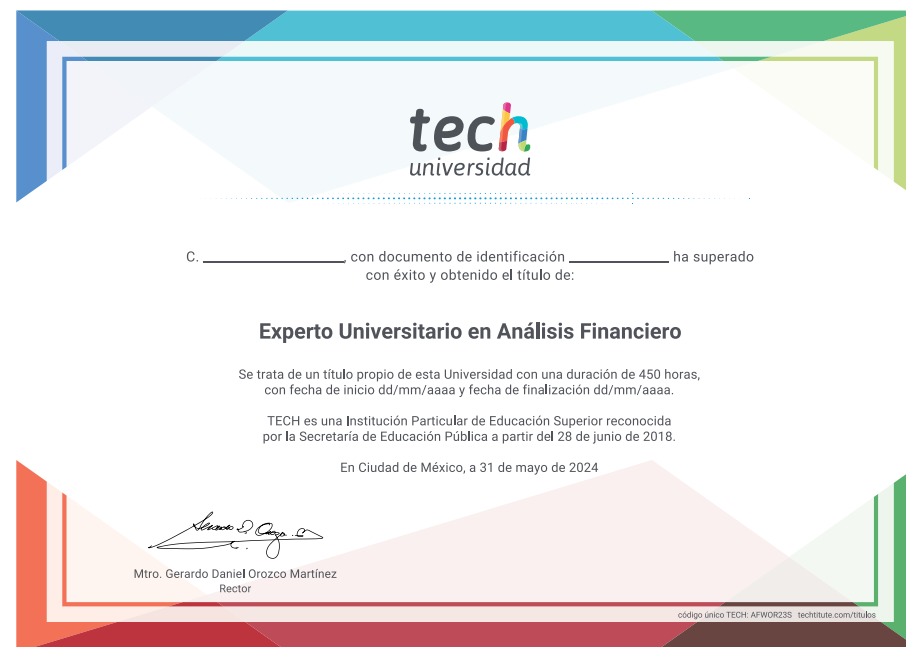 tech
universidad
C. ____________, con documento de identificación ____________ ha superado
con éxito y obtenido el título de:
Experto Universitario en Análisis Financiero
Se trata de un título propio de esta Universidad con una duración de 450 horas,
con fecha de inicio dd/mm/aaaa y fecha de finalización dd/mm/aaaa.
TECH es una Institución Particular de Educación Superior reconocida
por la Secretaría de Educación Pública a partir del 28 de junio de 2018.
En Ciudad de México, a 31 de mayo de 2024
Mtro. Gerardo Daniel Orozco Martínez
Rector
código único TECH: AFWOR23S techtitute.com/titulos